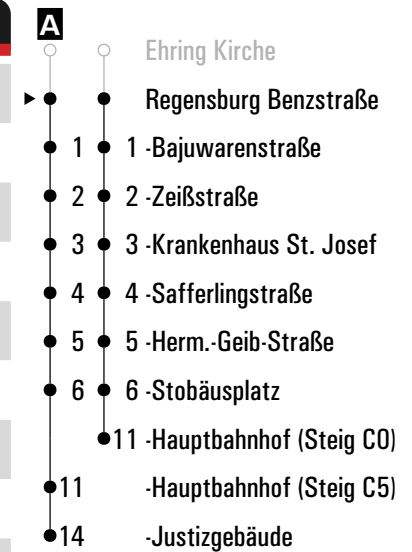 A
Ehring Kirche
Regensburg Benzstraße
1 1 -Bajuwarenstraße
2 2 -Zeißstraße
3 3 -Krankenhaus St. Josef
4 4 -Safferlingstraße
5 5 -Herm.-Geib-Straße
6 6 -Stobäusplatz
11 -Hauptbahnhof (Steig C0)
11 -Hauptbahnhof (Steig C5)
14 -Justizgebäude